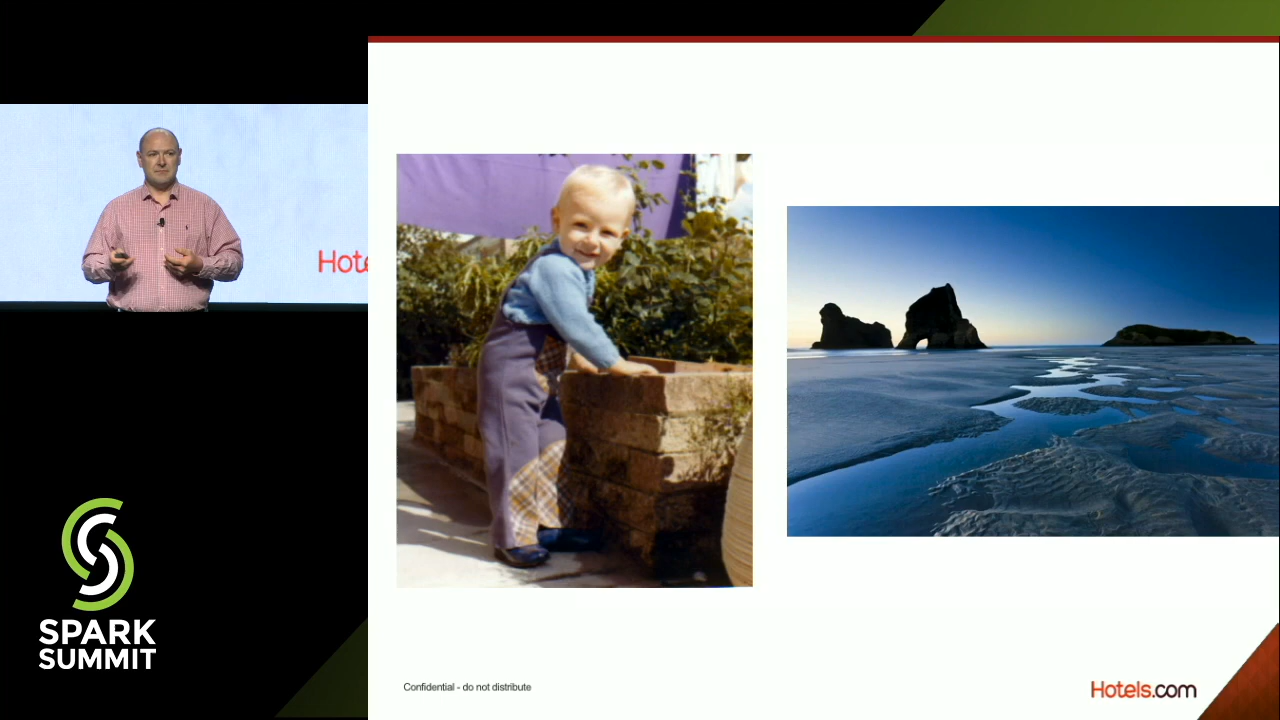 Hote
SPARK
SUMMIT
Confidential - do not distribute
Hotels.com